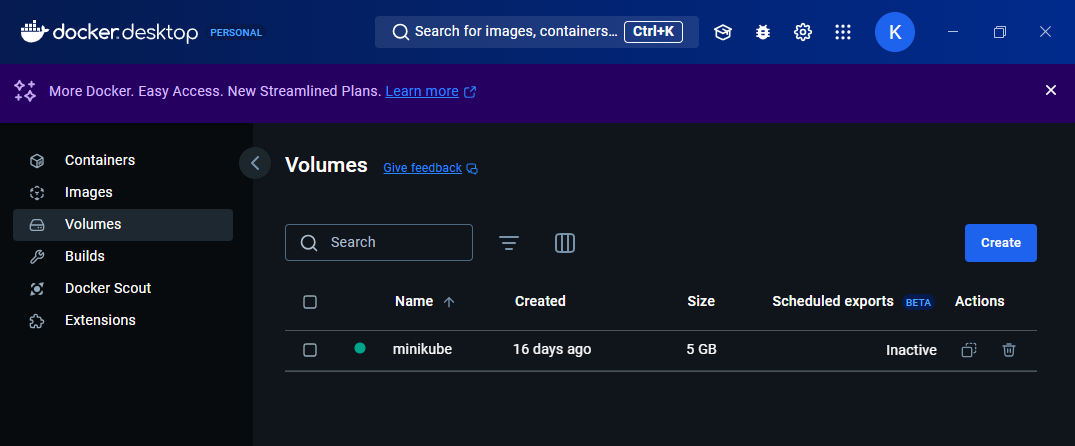 docker.desktop PERSONAL Search for images, containers... Ctrl+K K
More Docker. Easy Access. New Streamlined Plans. Learn more
Containers
Images
Volumes
Builds
Docker Scout
Extensions
Volumes Give feedback
Search Create
Name Created Size Scheduled exports BETA Actions
minikube 16 days ago 5 GB Inactive